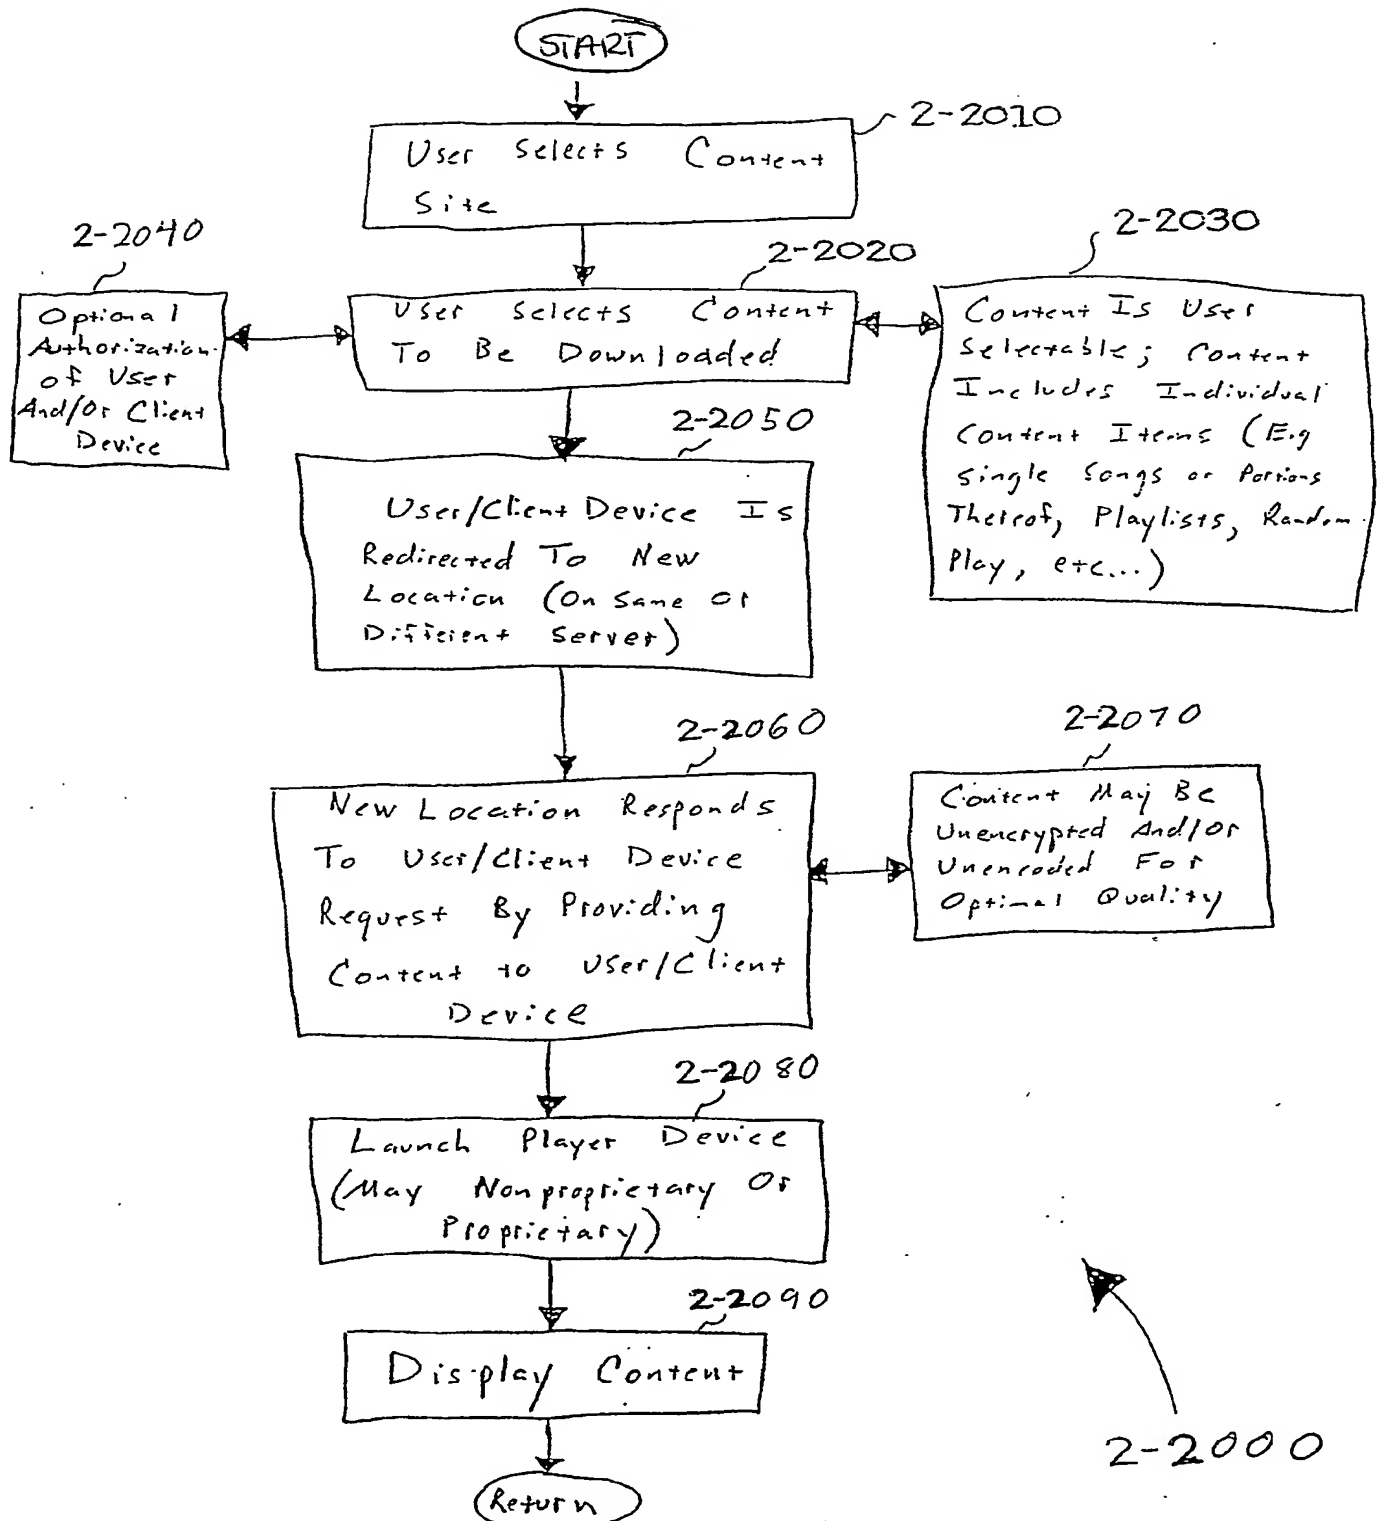 START
2-2010
User Selects Content
Site
2-2040
2-2020
2-2030
Optional
Authorization
of User
And/Or Client
Device
User Selects Content
To Be Downloaded
Content Is User
Selectable; Content
Includes Individual
Content Items (E.g
Single Songs or Portions
Thereof, Playlists, Random
Play, etc...)
2-2050
User/Client Device Is
Redirected To New
Location (On Same or
Different Server)
2-2060
2-2070
New Location Responds
To User/Client Device
Request By Providing
Content to User/Client
Device
Content May Be
Unencrypted And/Or
Unencoded For
Optimal Quality
2-2080
Launch Player Device
(May Nonproprietary Or
Proprietary)
2-2090
Display Content
2-2000
Return